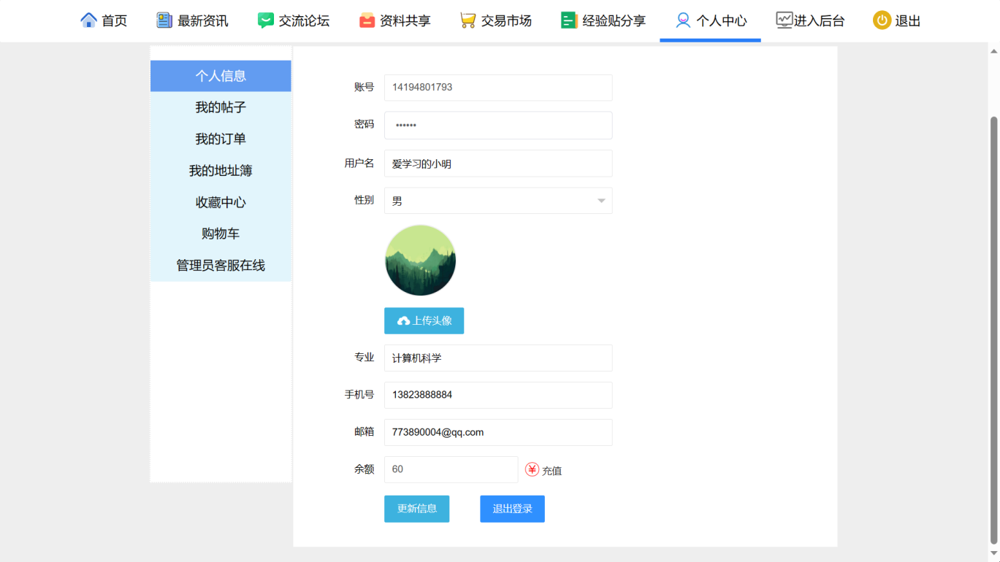 首页 最新资讯 交流论坛 资料共享 交易市场 经验贴分享 个人中心 进入后台 退出
个人信息
我的帖子
我的订单
我的地址簿
收藏中心
购物车
管理员客服在线
账号 14194801793
密码 ••••••
用户名 爱学习的小明
性别 男
上传头像
专业 计算机科学
手机号 13823888884
邮箱 773890004@qq.com
余额 60 ¥ 充值
更新信息 退出登录